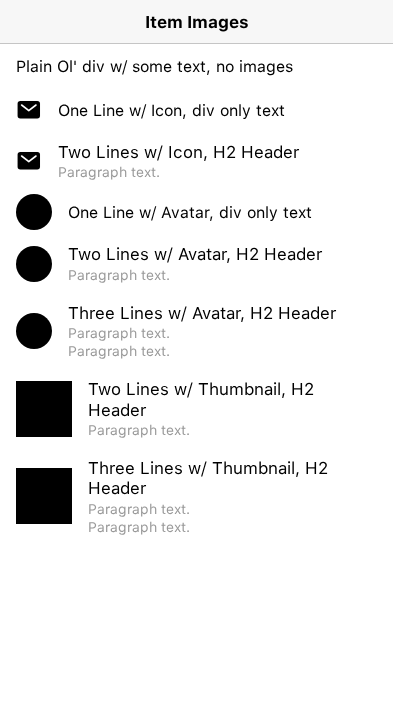 Item Images
Plain Ol' div w/ some text, no images
One Line w/ Icon, div only text
Two Lines w/ Icon, H2 Header
Paragraph text.
One Line w/ Avatar, div only text
Two Lines w/ Avatar, H2 Header
Paragraph text.
Three Lines w/ Avatar, H2 Header
Paragraph text.
Paragraph text.
Two Lines w/ Thumbnail, H2
Header
Paragraph text.
Three Lines w/ Thumbnail, H2
Header
Paragraph text.
Paragraph text.